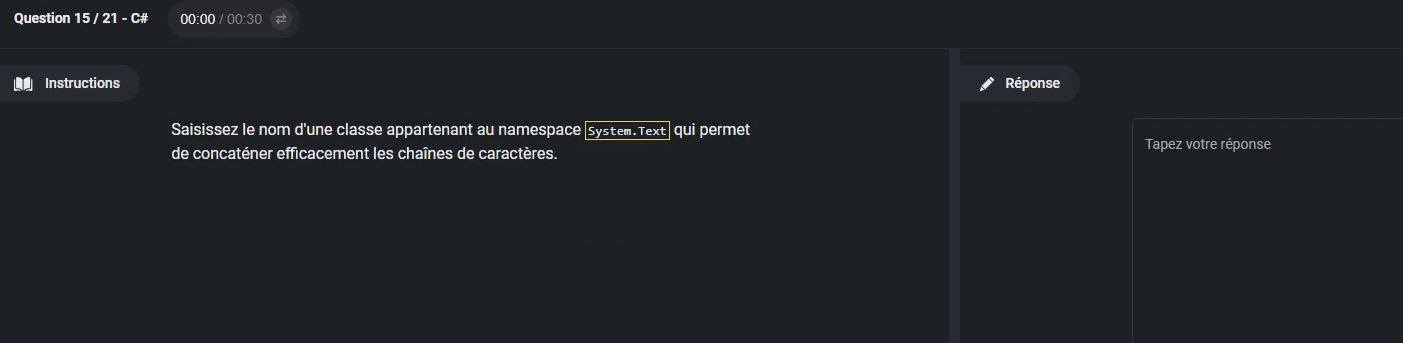 Question 15 / 21 - C#
00:00 / 00:30
Instructions
Saisissez le nom d'une classe appartenant au namespace System.Text qui permet
de concaténer efficacement les chaînes de caractères.
Réponse
Tapez votre réponse